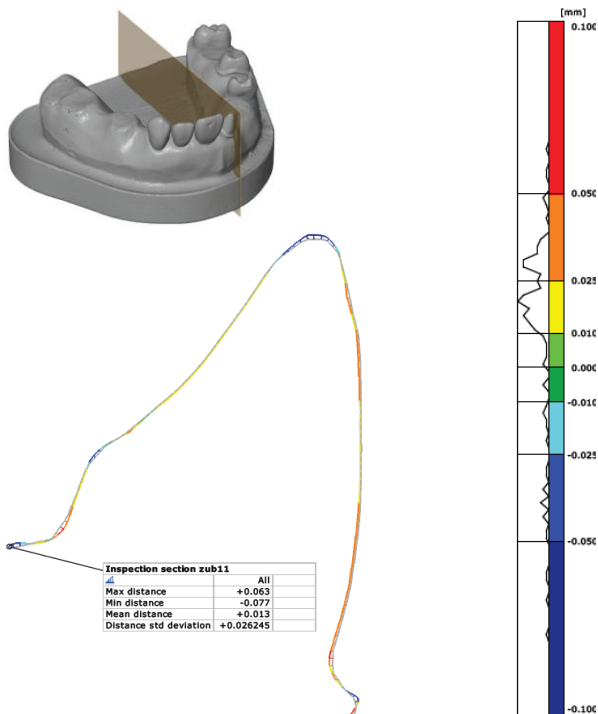 [mm]
0.100
0.050
0.025
0.010
0.000
-0.010
-0.025
-0.050
-0.100
Inspection section zub11
All
Max distance +0.063
Min distance -0.077
Mean distance +0.013
Distance std deviation +0.026245